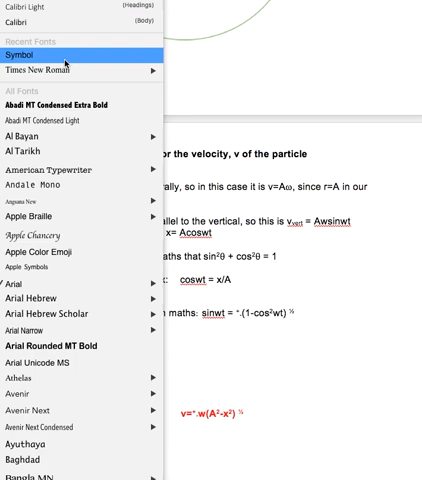 Calibri Light (Headings)
Calibri (Body)
Recent Fonts
Symbol
Times New Roman
All Fonts
Abadi MT Condensed Extra Bold
Abadi MT Condensed Light
Al Bayan
Al Tarikh
American Typewriter
Andale Mono
Angsana New
Apple Braille
Apple Chancery
Apple Color Emoji
Apple Symbols
Arial
Arial Hebrew
Arial Hebrew Scholar
Arial Narrow
Arial Rounded MT Bold
Arial Unicode MS
Athelas
Avenir
Avenir Next
Avenir Next Condensed
Ayuthaya
Baghdad
Bangla MN
or the velocity, v of the particle
rally, so in this case it is v=Aω, since r=A in our
allel to the vertical, so this is vvert = Awsinwt
x= Acoswt
aths that sin²θ + cos²θ = 1
x: coswt = x/A
n maths: sinwt = ⁺.(1-cos²wt) ½
v=⁺.w(A²-x²) ½